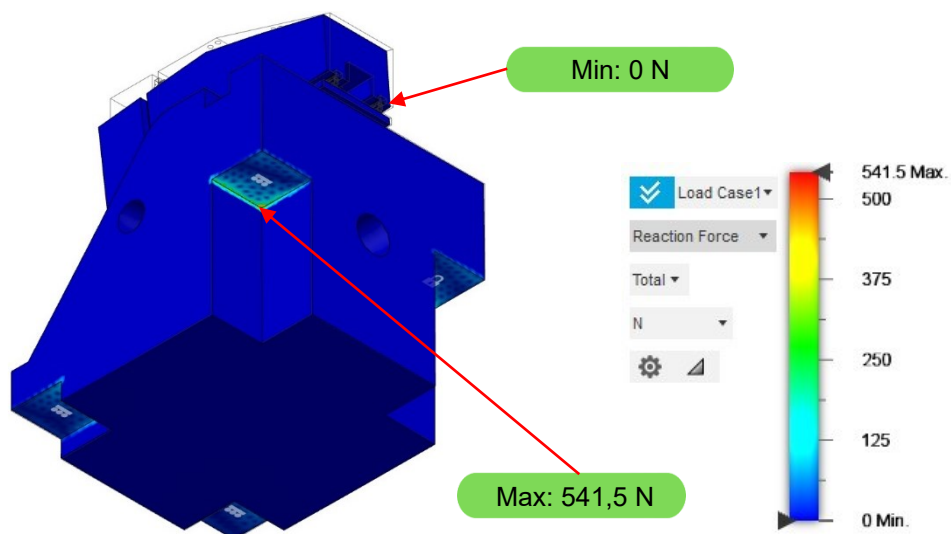 Min: 0 N
Load Case1
Reaction Force
Total
N
541.5 Max.
500
375
250
125
0 Min.
Max: 541,5 N